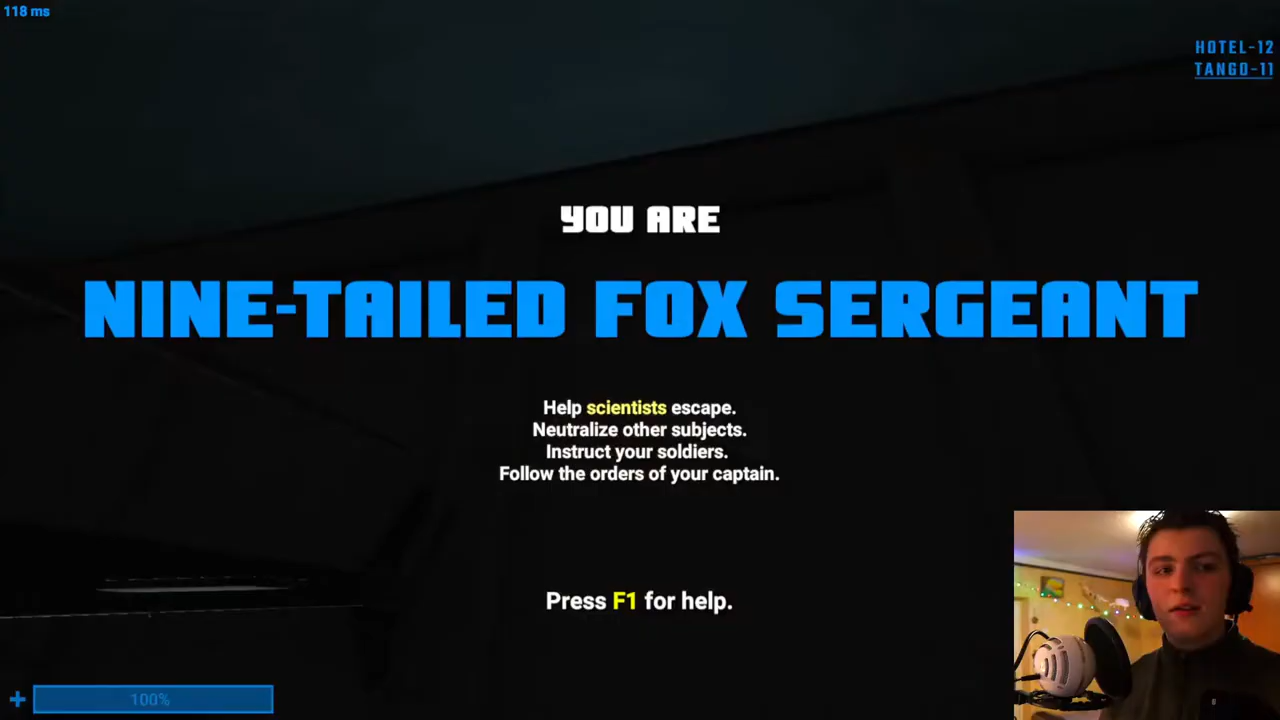 118 ms
HOTEL-12
TANGO-11
YOU ARE
NINE-TAILED FOX SERGEANT
Help scientists escape.
Neutralize other subjects.
Instruct your soldiers.
Follow the orders of your captain.
Press F1 for help.
+ 100%